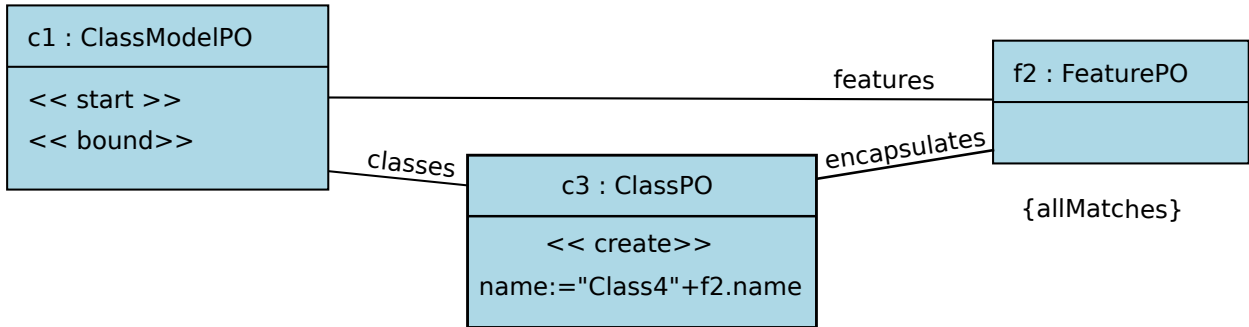 c1 : ClassModelPO
<< start >>
<< bound>>
features
f2 : FeaturePO
classes
encapsulates
c3 : ClassPO
<< create>>
name:="Class4"+f2.name
{allMatches}